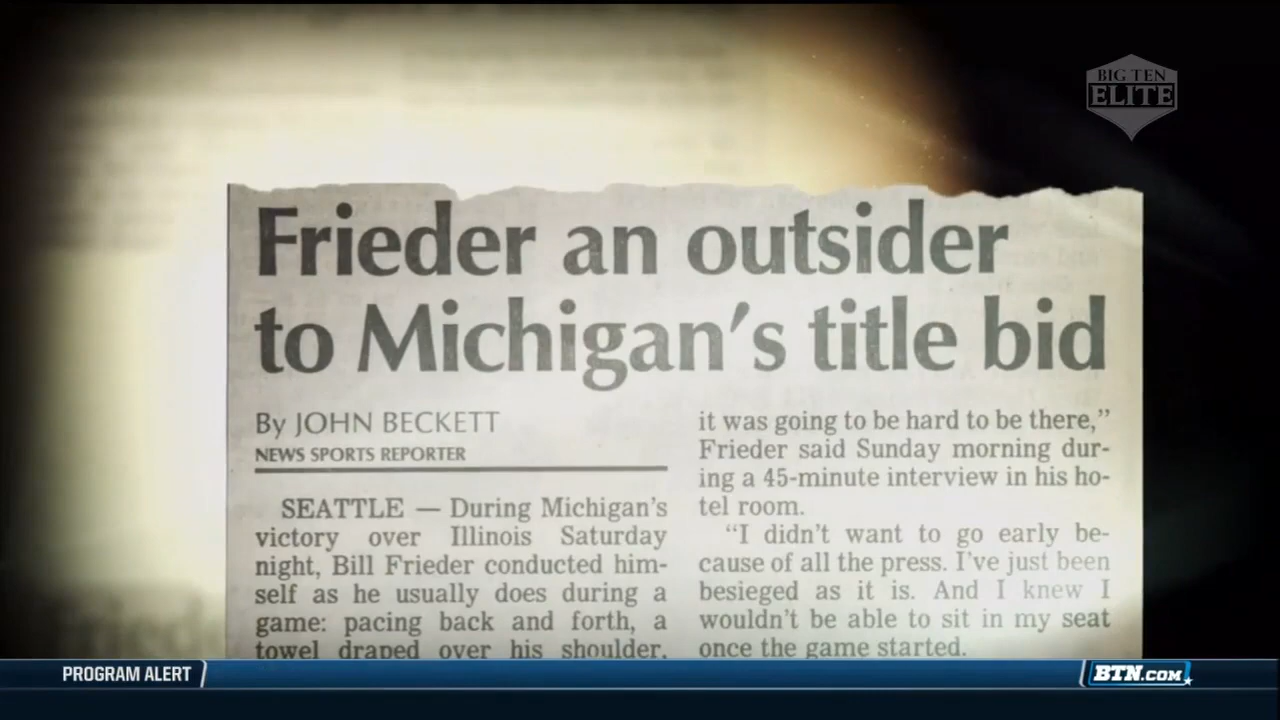 BIG TEN
ELITE
Frieder an outsider
to Michigan's title bid
By JOHN BECKETT
NEWS SPORTS REPORTER
SEATTLE — During Michigan's
victory over Illinois Saturday
night, Bill Frieder conducted him-
self as he usually does during a
game: pacing back and forth, a
towel draped over his shoulder,
it was going to be hard to be there,”
Frieder said Sunday morning dur-
ing a 45-minute interview in his ho-
tel room.
“I didn't want to go early be-
cause of all the press. I've just been
besieged as it is. And I knew I
wouldn't be able to sit in my seat
once the game started.
PROGRAM ALERT
BTN.COM